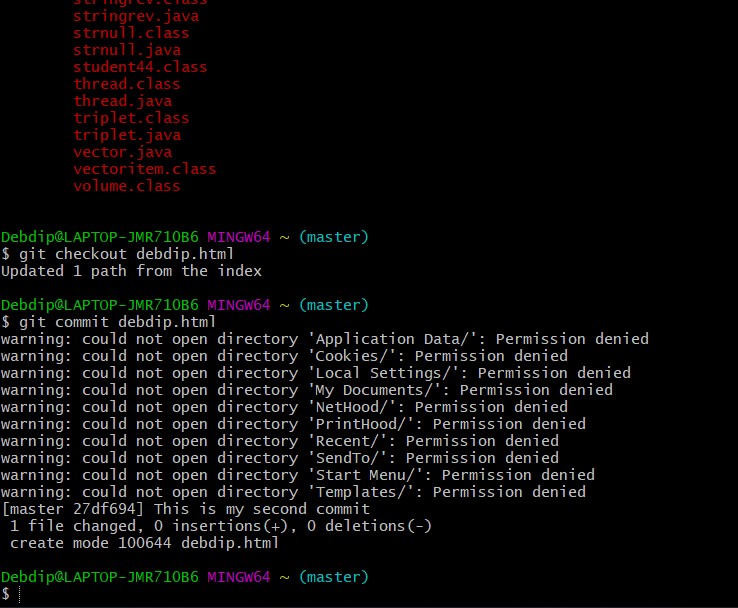 stringrev.class
stringrev.java
strnull.class
strnull.java
student44.class
thread.class
thread.java
triplet.class
triplet.java
vector.java
vectoritem.class
volume.class
Debdip@LAPTOP-JMR710B6 MINGW64 ~ (master)
$ git checkout debdip.html
Updated 1 path from the index
Debdip@LAPTOP-JMR710B6 MINGW64 ~ (master)
$ git commit debdip.html
warning: could not open directory 'Application Data/': Permission denied
warning: could not open directory 'Cookies/': Permission denied
warning: could not open directory 'Local Settings/': Permission denied
warning: could not open directory 'My Documents/': Permission denied
warning: could not open directory 'NetHood/': Permission denied
warning: could not open directory 'PrintHood/': Permission denied
warning: could not open directory 'Recent/': Permission denied
warning: could not open directory 'SendTo/': Permission denied
warning: could not open directory 'Start Menu/': Permission denied
warning: could not open directory 'Templates/': Permission denied
[master 27df694] This is my second commit
1 file changed, 0 insertions(+), 0 deletions(-)
create mode 100644 debdip.html
Debdip@LAPTOP-JMR710B6 MINGW64 ~ (master)
$